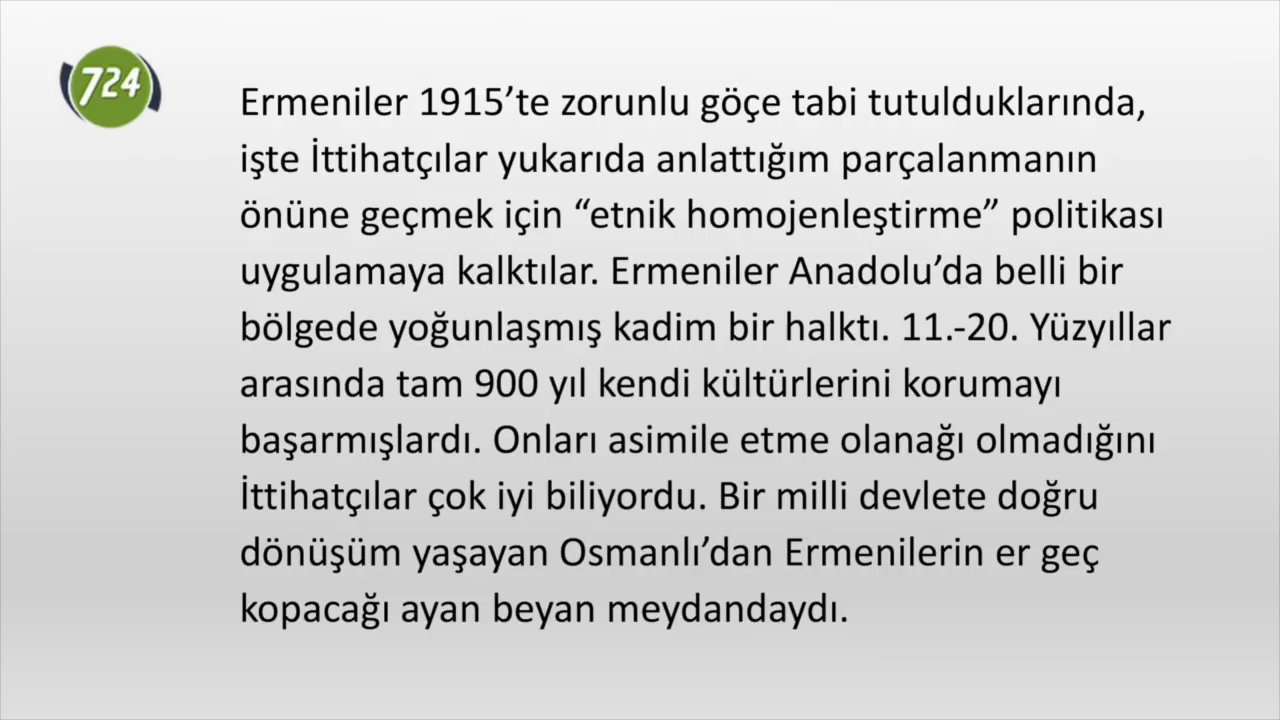 724
Ermeniler 1915’te zorunlu göçe tabi tutulduklarında,
işte İttihatçılar yukarıda anlattığım parçalanmanın
önüne geçmek için “etnik homojenleştirme” politikası
uygulamaya kalktılar. Ermeniler Anadolu’da belli bir
bölgede yoğunlaşmış kadim bir halktı. 11.-20. Yüzyıllar
arasında tam 900 yıl kendi kültürlerini korumayı
başarmışlardı. Onları asimile etme olanağı olmadığını
İttihatçılar çok iyi biliyordu. Bir milli devlete doğru
dönüşüm yaşayan Osmanlı’dan Ermenilerin er geç
kopacağı ayan beyan meydandaydı.